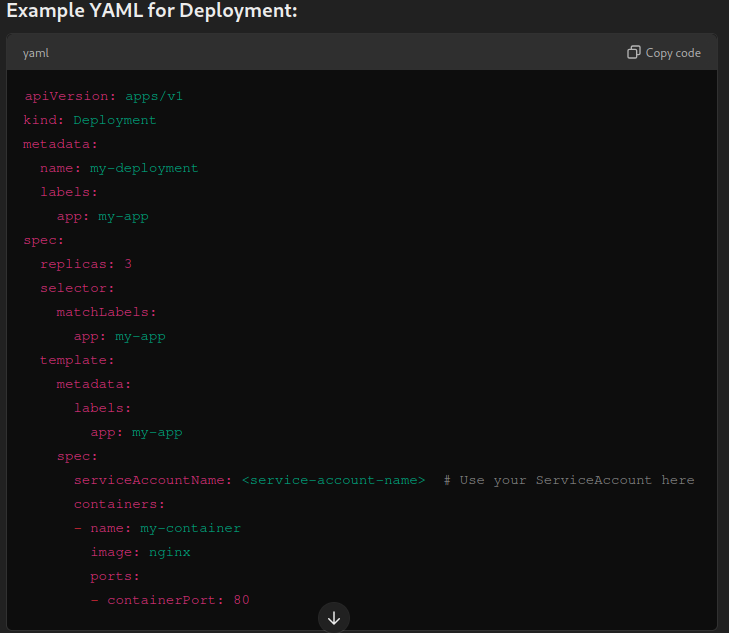 Example YAML for Deployment:
yaml
Copy code
apiVersion: apps/v1
kind: Deployment
metadata:
  name: my-deployment
  labels:
    app: my-app
spec:
  replicas: 3
  selector:
    matchLabels:
      app: my-app
  template:
    metadata:
      labels:
        app: my-app
    spec:
      serviceAccountName: <service-account-name>  # Use your ServiceAccount here
      containers:
      - name: my-container
        image: nginx
        ports:
        - containerPort: 80